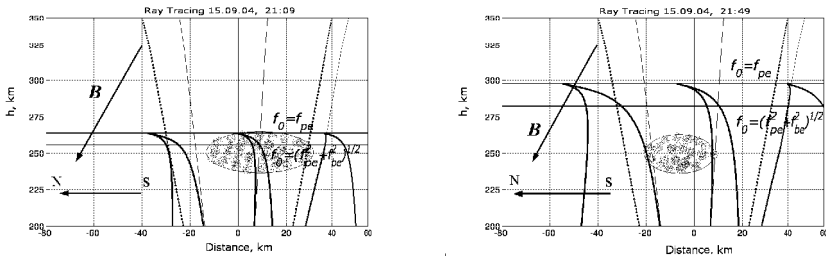 Ray Tracing 15.09.04, 21:09
h, km
325
300
275
250
225
200
B
N
S
f₀=fpe
f₀=(f²pe+f²be)^1/2
-80 -60 -40 -20 0 20 40 60
Distance, km
Ray Tracing 15.09.04, 21:49
h, km
325
300
275
250
225
200
B
N
S
f₀=fpe
f₀=(f²pe+f²be)^1/2
-80 -60 -40 -20 0 20 40 60
Distance, km